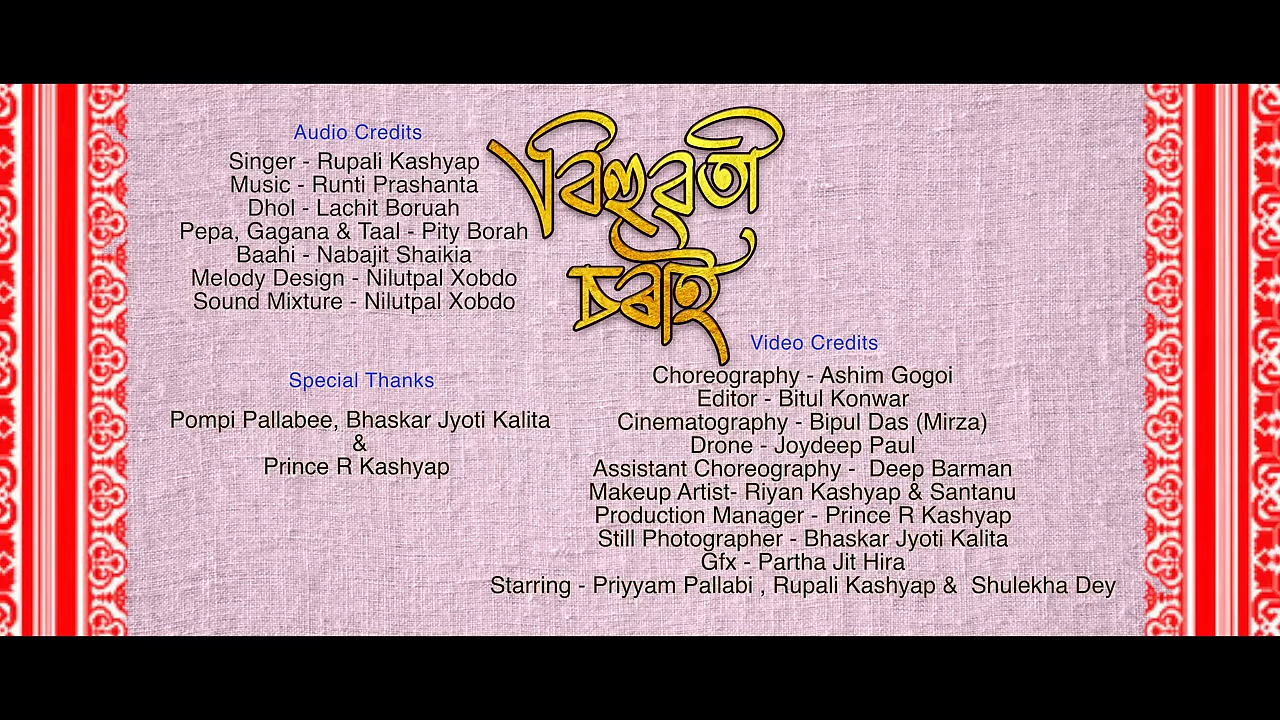 বিহুৱতী
চৰাই
Audio Credits
Singer - Rupali Kashyap
Music - Runti Prashanta
Dhol - Lachit Boruah
Pepa, Gagana & Taal - Pity Borah
Baahi - Nabajit Shaikia
Melody Design - Nilutpal Xobdo
Sound Mixture - Nilutpal Xobdo
Special Thanks
Pompi Pallabee, Bhaskar Jyoti Kalita
&
Prince R Kashyap
Video Credits
Choreography - Ashim Gogoi
Editor - Bitul Konwar
Cinematography - Bipul Das (Mirza)
Drone - Joydeep Paul
Assistant Choreography -  Deep Barman
Makeup Artist- Riyan Kashyap & Santanu
Production Manager - Prince R Kashyap
Still Photographer - Bhaskar Jyoti Kalita
Gfx - Partha Jit Hira
Starring - Priyyam Pallabi , Rupali Kashyap &  Shulekha Dey